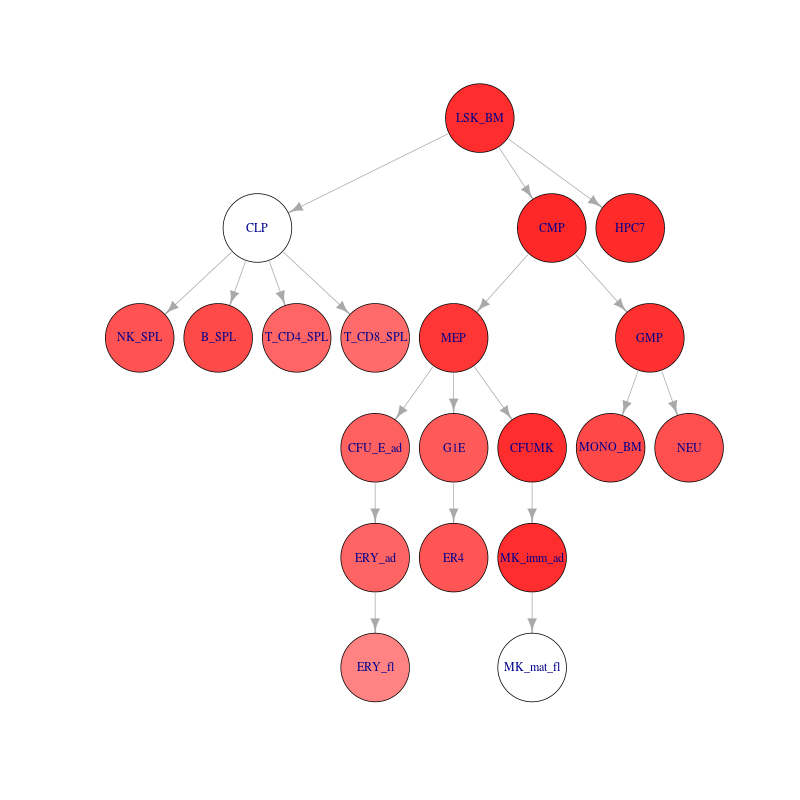 LSK_BM
CLP
CMP
HPC7
NK_SPL
B_SPL
T_CD4_SPL
T_CD8_SPL
MEP
GMP
CFU_E_ad
G1E
CFUMK
MONO_BM
NEU
ERY_ad
ER4
MK_imm_ad
ERY_fl
MK_mat_fl